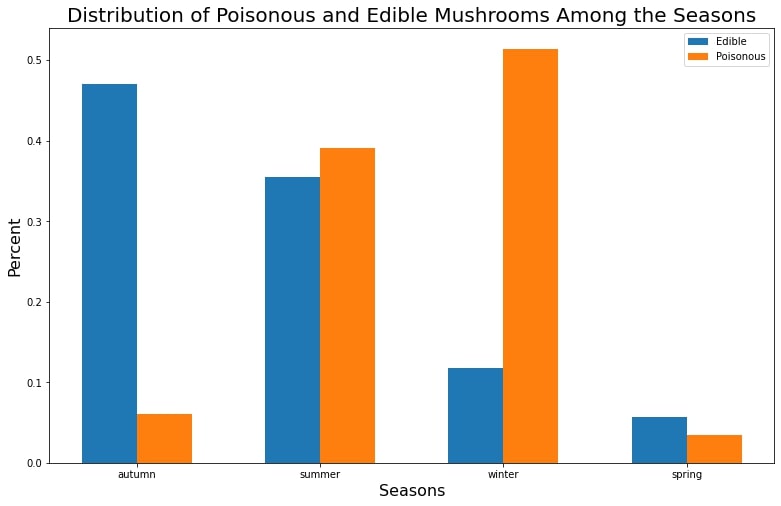 Distribution of Poisonous and Edible Mushrooms Among the Seasons
Edible
Poisonous
Percent
0.5
0.4
0.3
0.2
0.1
0.0
autumn summer winter spring
Seasons